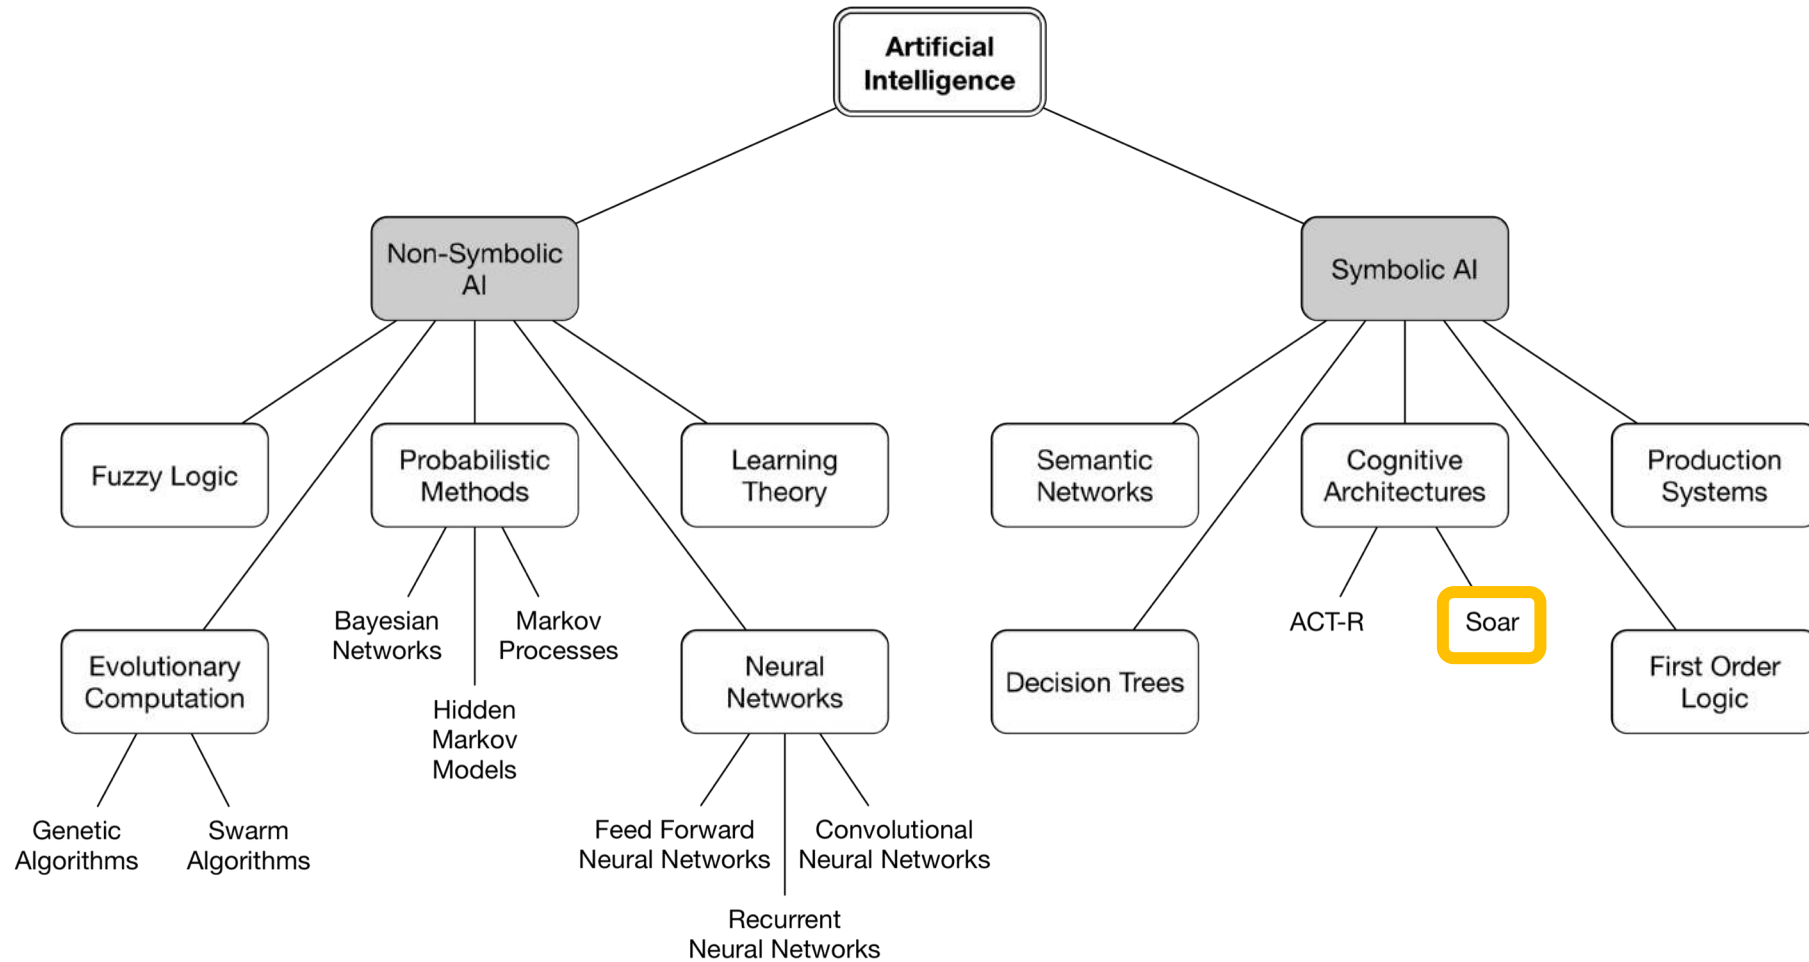 Artificial
Intelligence
Non-Symbolic
AI
Symbolic AI
Fuzzy Logic
Probabilistic
Methods
Learning
Theory
Semantic
Networks
Cognitive
Architectures
Production
Systems
Bayesian
Networks
Markov
Processes
ACT-R
Soar
Evolutionary
Computation
Hidden
Markov
Models
Neural
Networks
Decision Trees
First Order
Logic
Genetic
Algorithms
Swarm
Algorithms
Feed Forward
Neural Networks
Convolutional
Neural Networks
Recurrent
Neural Networks